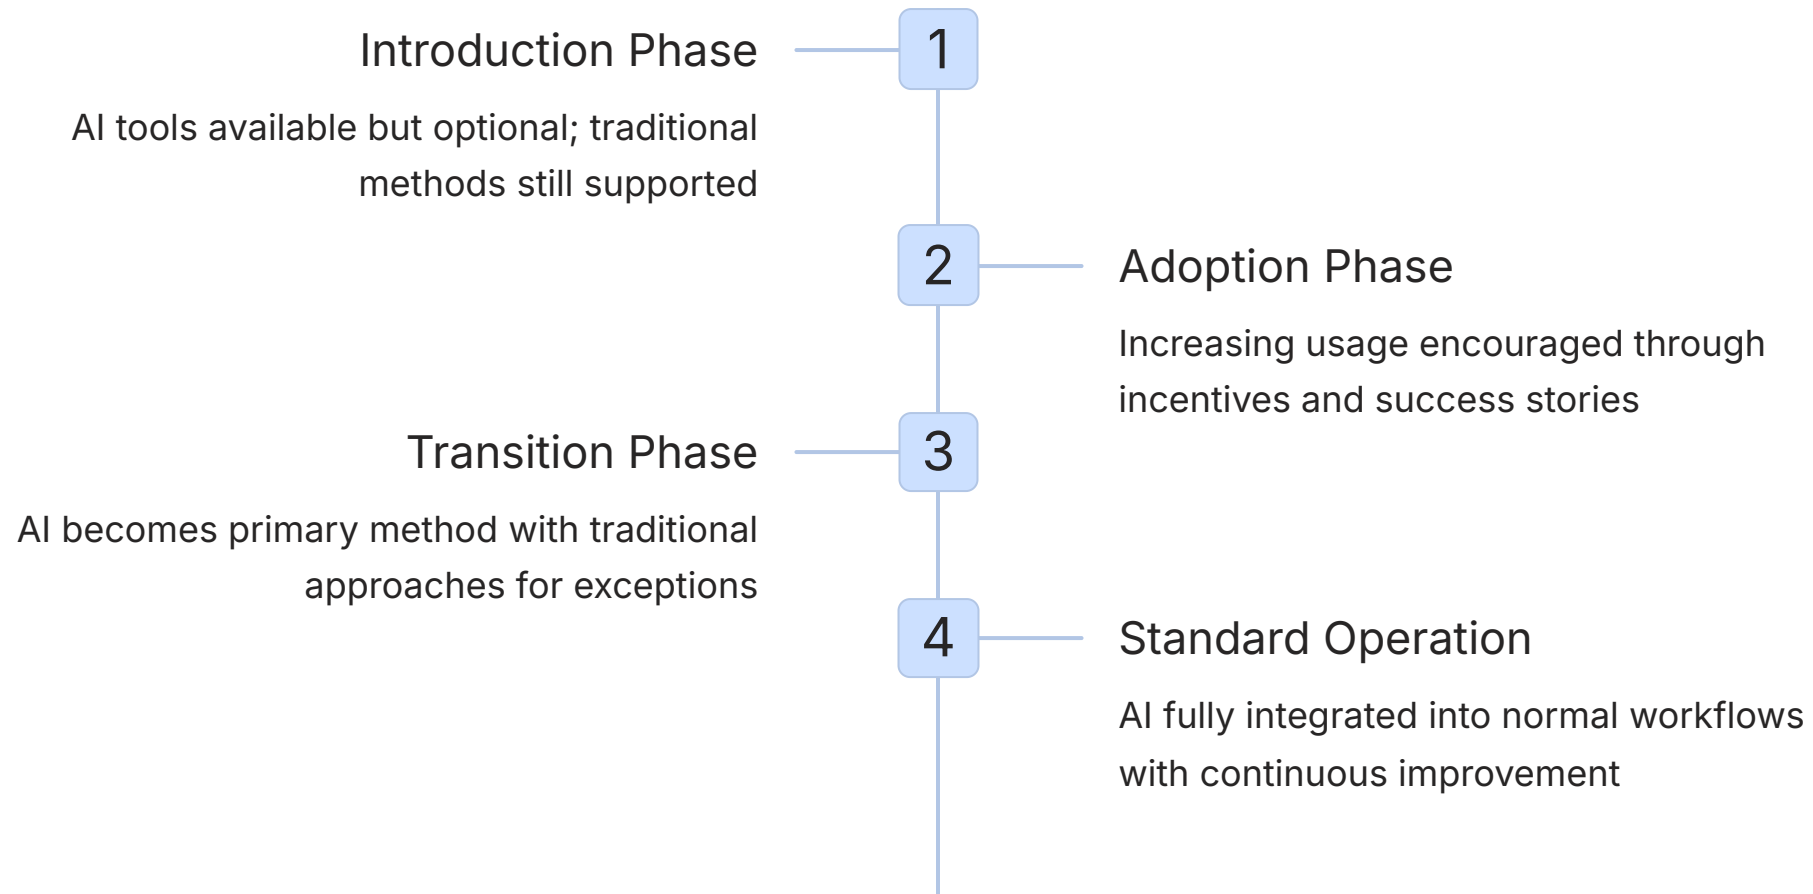 Introduction Phase
1
AI tools available but optional; traditional
methods still supported
2
Adoption Phase
Increasing usage encouraged through
incentives and success stories
Transition Phase
3
AI becomes primary method with traditional
approaches for exceptions
4
Standard Operation
AI fully integrated into normal workflows
with continuous improvement